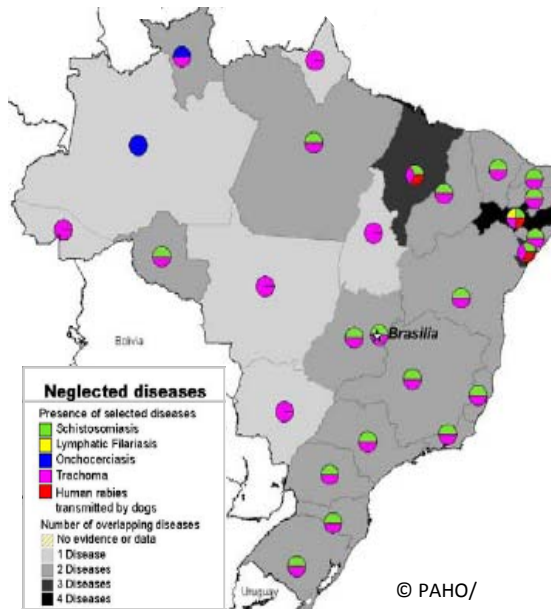 Brasilia
Bolivia
Neglected diseases
Presence of selected diseases
Schistosomiasis
Lymphatic Filariasis
Onchocerciasis
Trachoma
Human rabies
transmitted by dogs
Number of overlapping diseases
No evidence or data
1 Disease
2 Diseases
3 Diseases
4 Diseases
Uruguay
© PAHO/